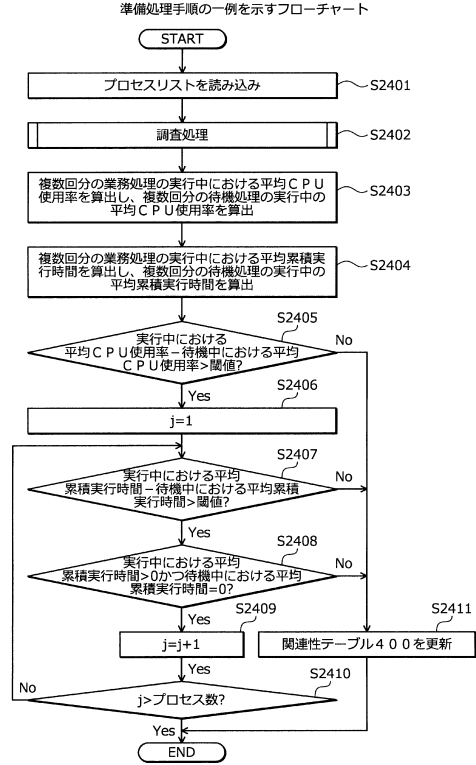 準備処理手順の一例を示すフローチャート
START
プロセスリストを読み込み
S2401
調査処理
S2402
複数回分の業務処理の実行中における平均ＣＰＵ
使用率を算出し、複数回分の待機処理の実行中の
平均ＣＰＵ使用率を算出
S2403
複数回分の業務処理の実行中における平均累積実
行時間を算出し、複数回分の待機処理の実行中の
平均累積実行時間を算出
S2404
S2405
実行中における
平均ＣＰＵ使用率－待機中における平均
ＣＰＵ使用率>閾値?
No
Yes
S2406
j=1
S2407
実行中における平均
累積実行時間－待機中における平均累積
実行時間>閾値?
No
Yes
S2408
実行中における平均
累積実行時間>0かつ待機中における平均
累積実行時間=0?
No
Yes
S2409
j=j+1
S2411
関連性テーブル４００を更新
Yes
S2410
j>プロセス数?
No
Yes
END